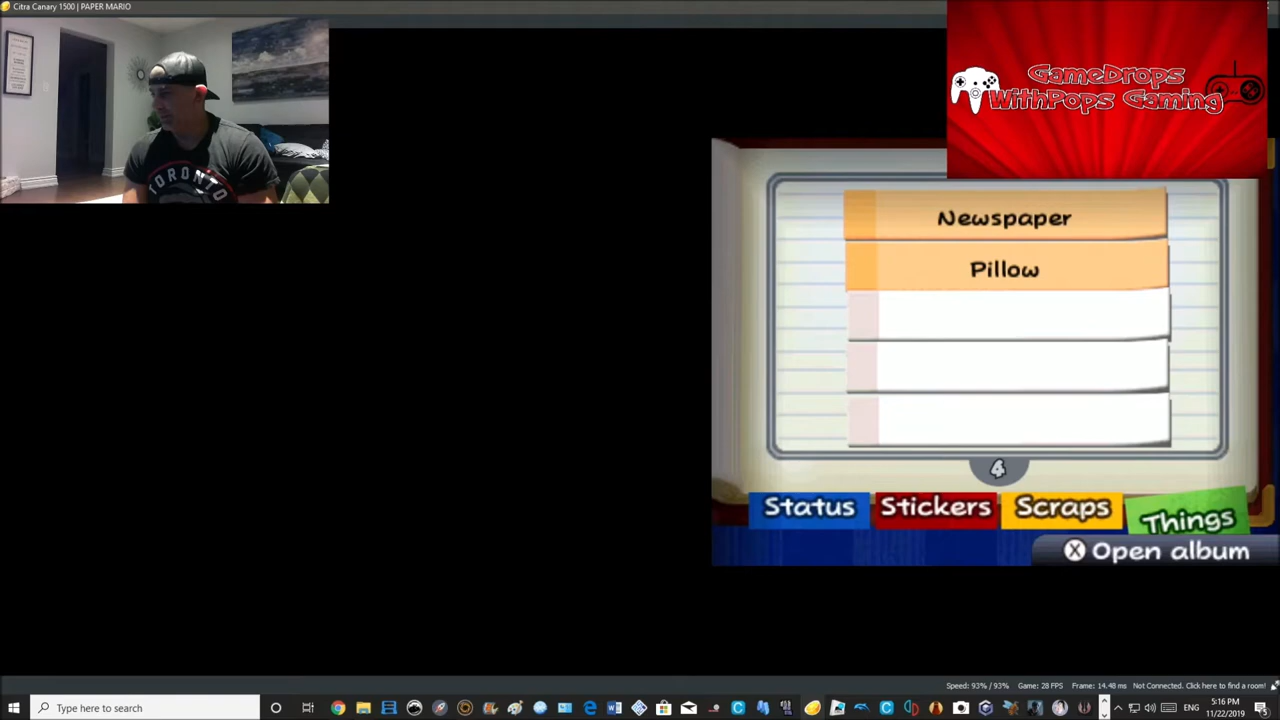 Citra Canary 1500 | PAPER MARIO
TORONTO
GameDrops
WithPops Gaming
Newspaper
Pillow
4
Status
Stickers
Scraps
Things
X Open album
Speed: 93% / 93%
Game: 28 FPS
Frame: 14.48 ms
Not Connected. Click here to find a room!
Type here to search
ENG
5:16 PM
11/22/2019